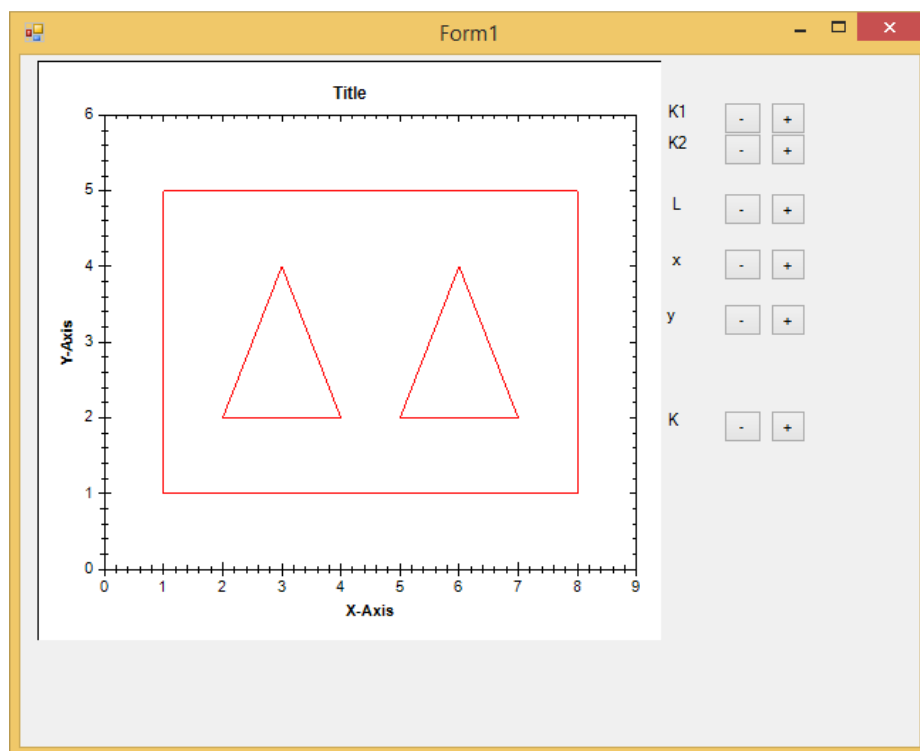 Form1
Title
6
5
4
3
2
1
0
Y-Axis
0 1 2 3 4 5 6 7 8 9
X-Axis
K1 - +
K2 - +
L - +
x - +
y - +
K - +